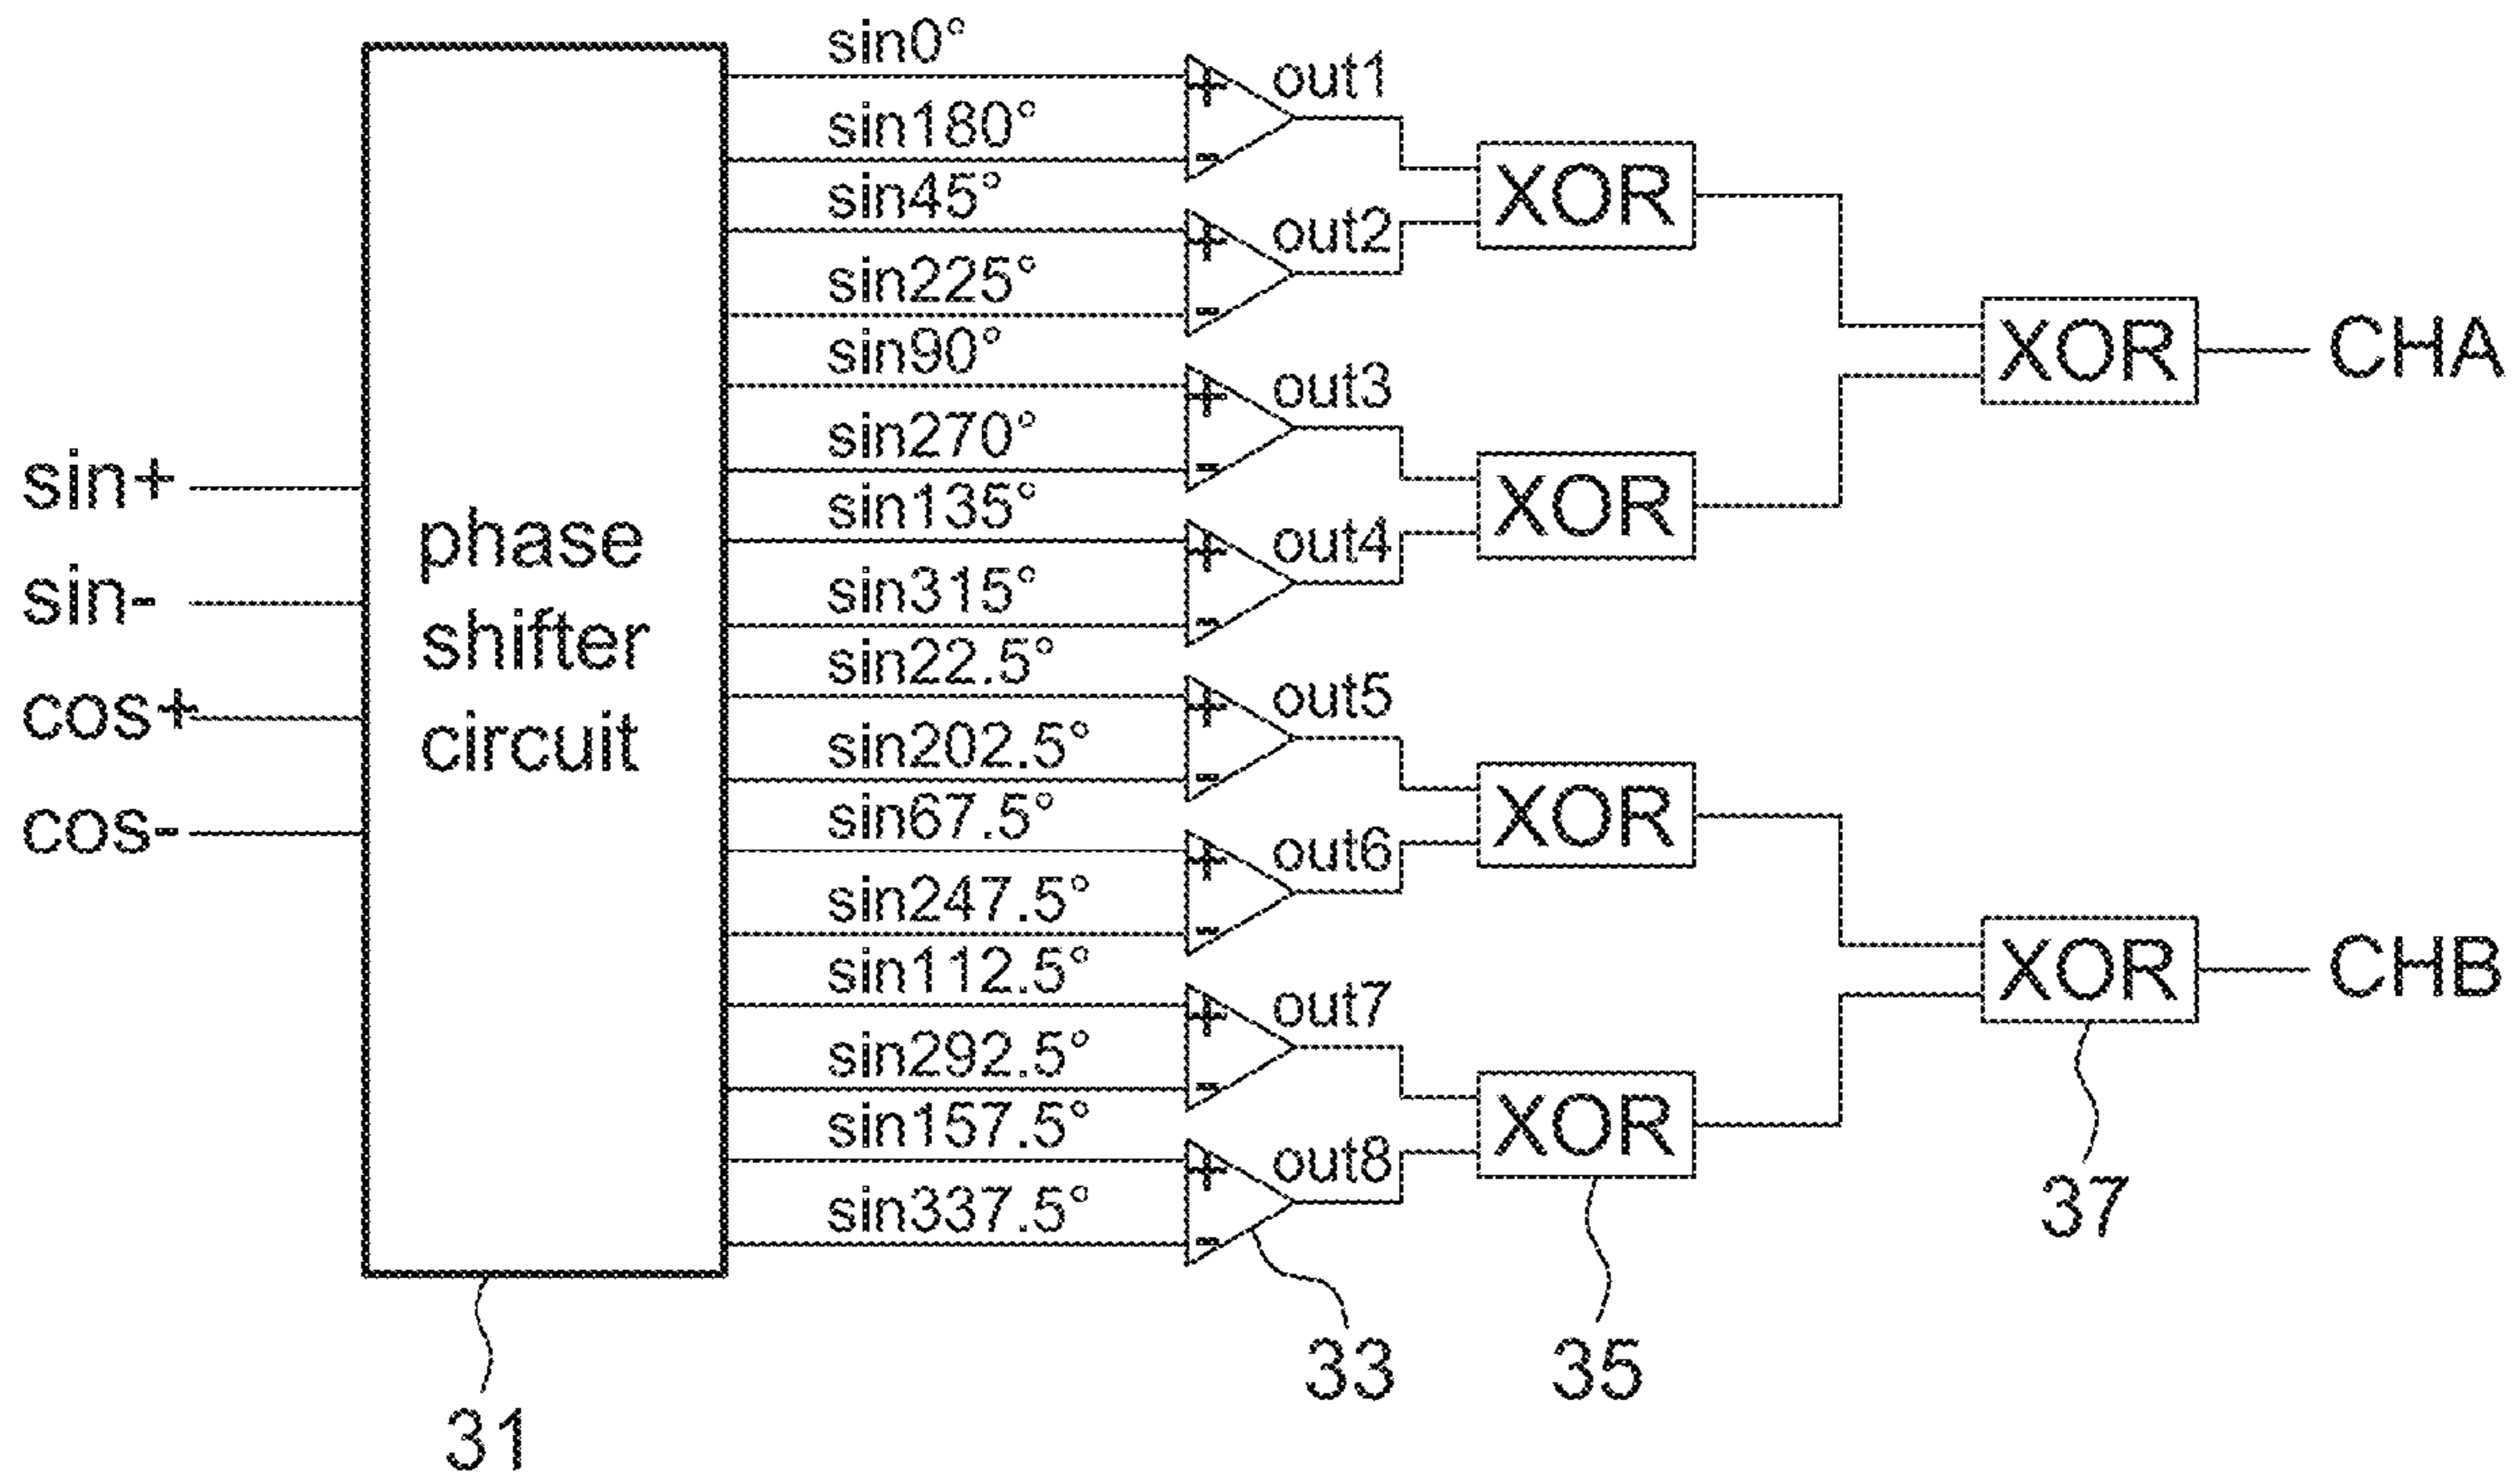 sin+
sin-
cos+
cos-
phase
shifter
circuit
31
sin0°
sin180°
sin45°
sin225°
sin90°
sin270°
sin135°
sin315°
sin22.5°
sin202.5°
sin67.5°
sin247.5°
sin112.5°
sin292.5°
sin157.5°
sin337.5°
+
-
+
-
+
-
+
-
+
-
+
-
+
-
+
-
out1
out2
out3
out4
out5
out6
out7
out8
33
XOR
XOR
XOR
XOR
35
XOR
XOR
37
CHA
CHB